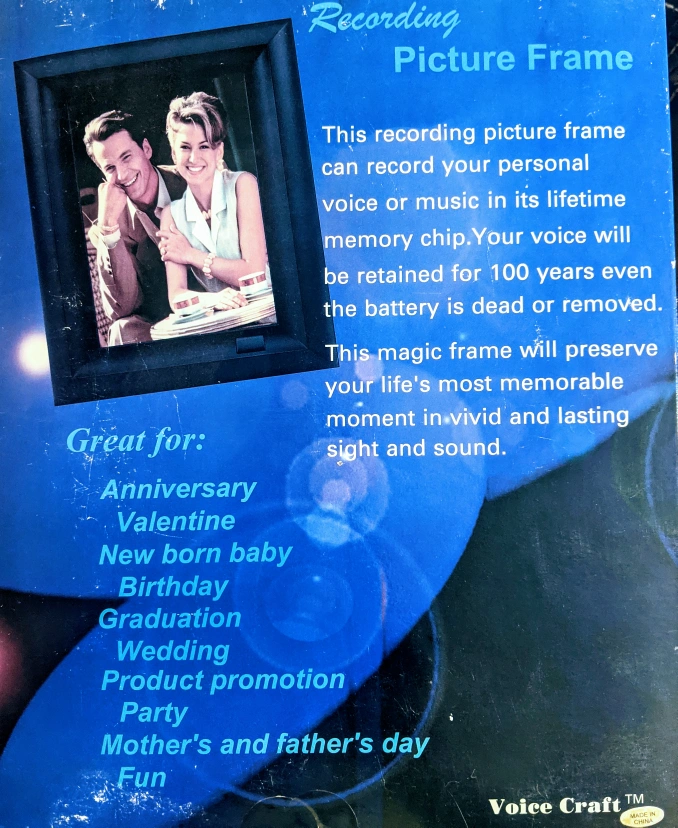 Recording
Picture Frame
This recording picture frame
can record your personal
voice or music in its lifetime
memory chip.Your voice will
be retained for 100 years even
the battery is dead or removed.
This magic frame will preserve
your life's most memorable
moment in vivid and lasting
sight and sound.
Great for:
Anniversary
Valentine
New born baby
Birthday
Graduation
Wedding
Product promotion
Party
Mother's and father's day
Fun
Voice Craft™
MADE IN
CHINA